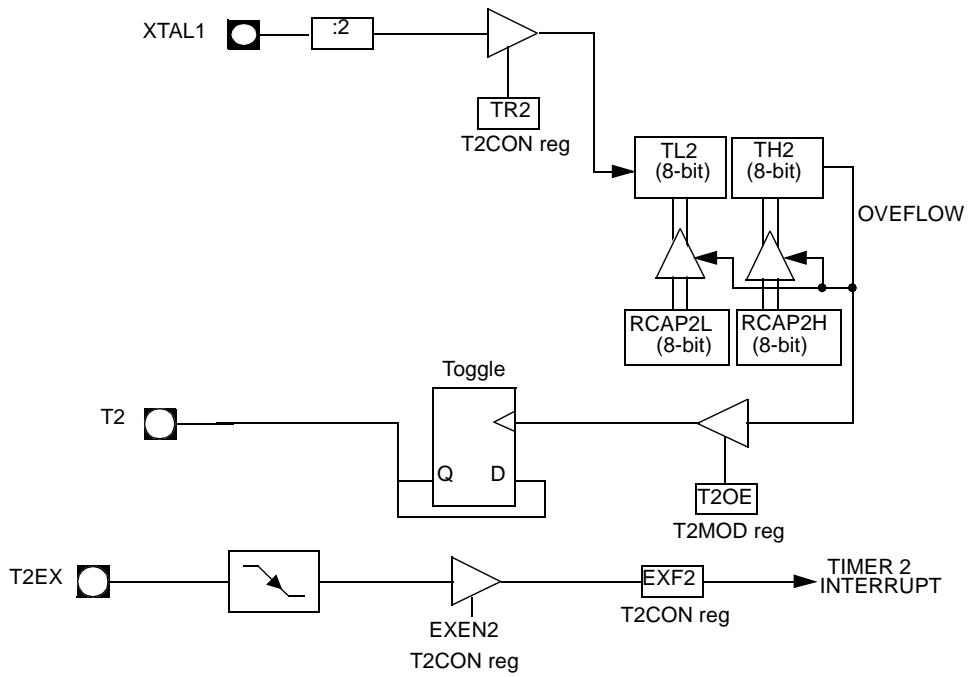 XTAL1
:2
TR2
T2CON reg
TL2
(8-bit)
TH2
(8-bit)
OVEFLOW
RCAP2L
(8-bit)
RCAP2H
(8-bit)
Toggle
T2
Q
D
T2OE
T2MOD reg
T2EX
EXEN2
T2CON reg
EXF2
T2CON reg
TIMER 2
INTERRUPT